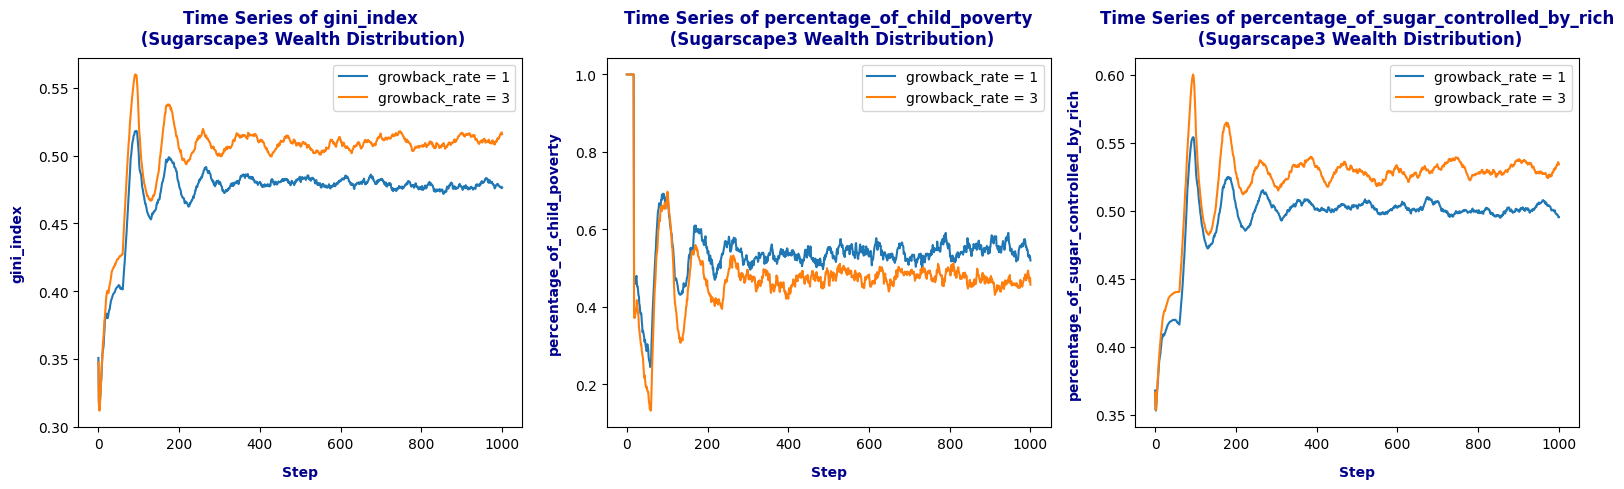 Time Series of gini_index
(Sugarscape3 Wealth Distribution)
gini_index
0.55
0.50
0.45
0.40
0.35
0.30
growback_rate = 1
growback_rate = 3
0
200
400
600
800
1000
Step
Time Series of percentage_of_child_poverty
(Sugarscape3 Wealth Distribution)
percentage_of_child_poverty
1.0
0.8
0.6
0.4
0.2
growback_rate = 1
growback_rate = 3
0
200
400
600
800
1000
Step
Time Series of percentage_of_sugar_controlled_by_rich
(Sugarscape3 Wealth Distribution)
percentage_of_sugar_controlled_by_rich
0.60
0.55
0.50
0.45
0.40
0.35
growback_rate = 1
growback_rate = 3
0
200
400
600
800
1000
Step